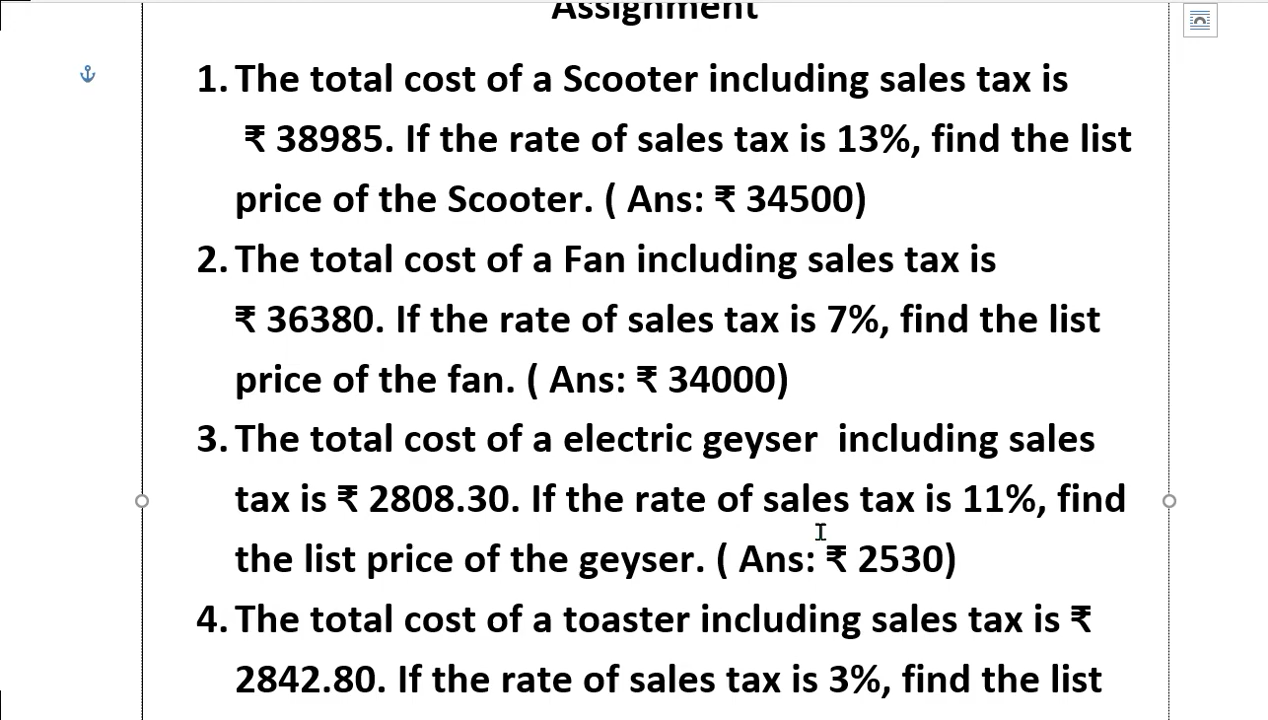 Assignment
1. The total cost of a Scooter including sales tax is
₹ 38985. If the rate of sales tax is 13%, find the list
price of the Scooter. ( Ans: ₹ 34500)
2. The total cost of a Fan including sales tax is
₹ 36380. If the rate of sales tax is 7%, find the list
price of the fan. ( Ans: ₹ 34000)
3. The total cost of a electric geyser  including sales
tax is ₹ 2808.30. If the rate of sales tax is 11%, find
the list price of the geyser. ( Ans: ₹ 2530)
4. The total cost of a toaster including sales tax is ₹
2842.80. If the rate of sales tax is 3%, find the list